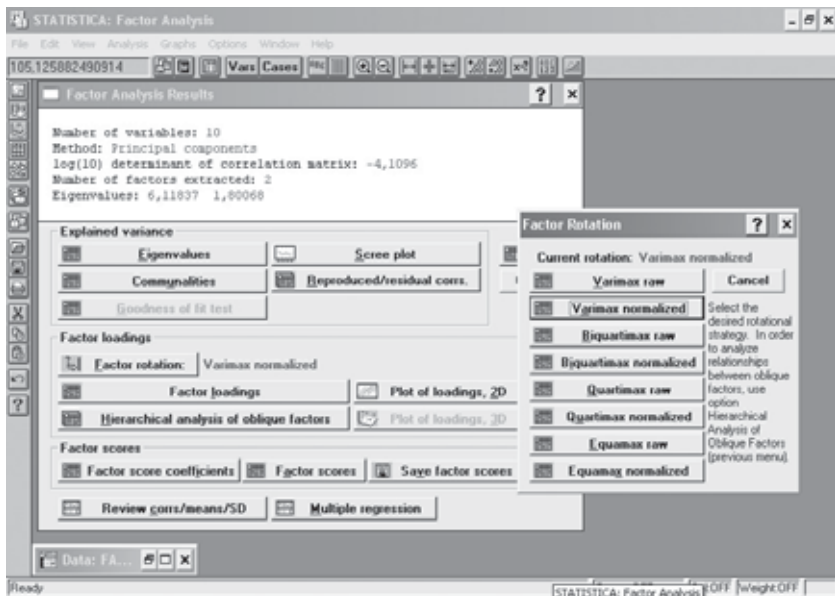 STATISTICA: Factor Analysis
File Edit View Analysis Graphs Options Window Help
105,125882490914 Vars Cases
Factor Analysis Results
Number of variables: 10
Method: Principal components
log(10) determinant of correlation matrix: -4,1096
Number of factors extracted: 2
Eigenvalues: 6,11837 1,80068
Explained variance
Eigenvalues
Scree plot
Communalities
Reproduced/residual corrs.
Goodness of fit test
Factor loadings
Factor rotation: Varimax normalized
Factor loadings
Plot of loadings, 2D
Hierarchical analysis of oblique factors
Plot of loadings, 3D
Factor scores
Factor score coefficients
Factor scores
Save factor scores
Review corrs/means/SD
Multiple regression
Factor Rotation
Current rotation: Varimax normalized
Varimax raw
Cancel
Varimax normalized
Biquartimax raw
Biquartimax normalized
Quartimax raw
Quartimax normalized
Equamax raw
Equamax normalized
Select the
desired rotational
strategy. In order
to analyze
relationships
between oblique
factors, use
option
Hierarchical
Analysis of
Oblique Factors
(previous menu).
Data: FA...
Ready
STATISTICA: Factor Analysis
OFF Weight:OFF